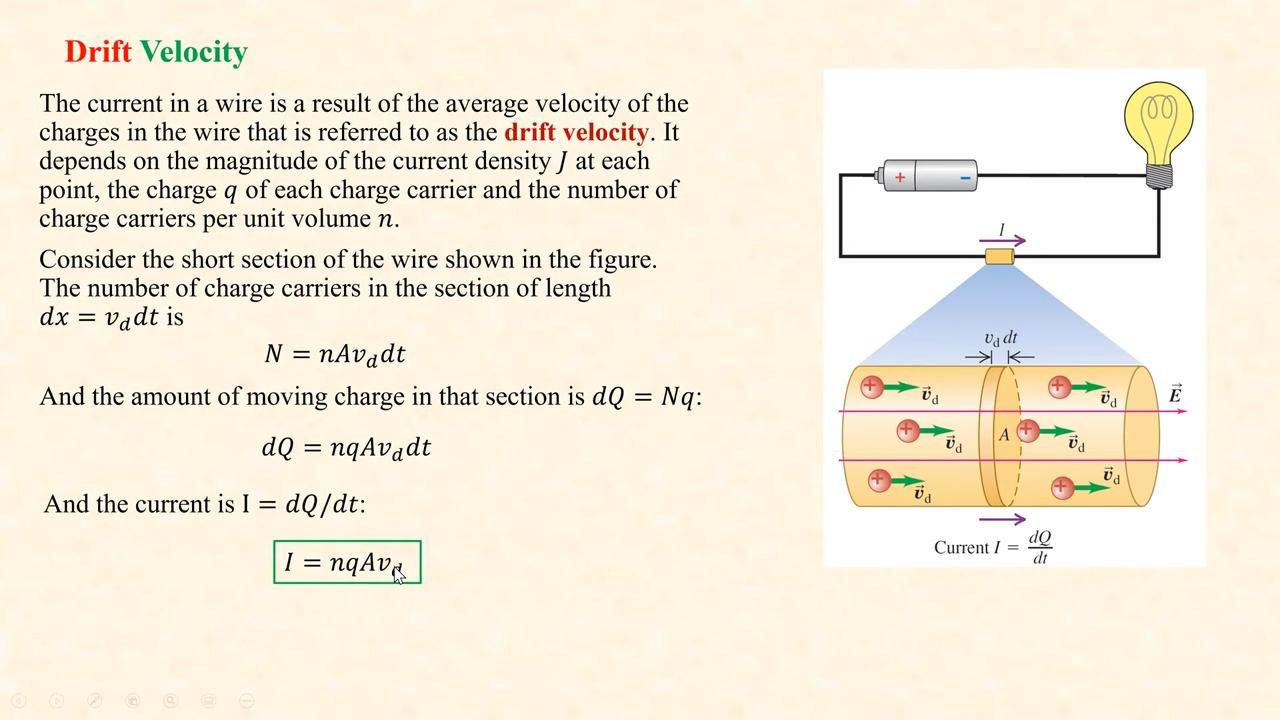 Drift Velocity
The current in a wire is a result of the average velocity of the
charges in the wire that is referred to as the drift velocity. It
depends on the magnitude of the current density J at each
point, the charge q of each charge carrier and the number of
charge carriers per unit volume n.
Consider the short section of the wire shown in the figure.
The number of charge carriers in the section of length
dx = v_d dt is
N = nAv_d dt
And the amount of moving charge in that section is dQ = Nq:
dQ = nqAv_d dt
And the current is I = dQ/dt:
I = nqAv_d
+ −
I
v_d dt
+ v⃗_d
+ v⃗_d
E⃗
+ v⃗_d
A
+ v⃗_d
+ v⃗_d
+ v⃗_d
Current I = dQ/dt